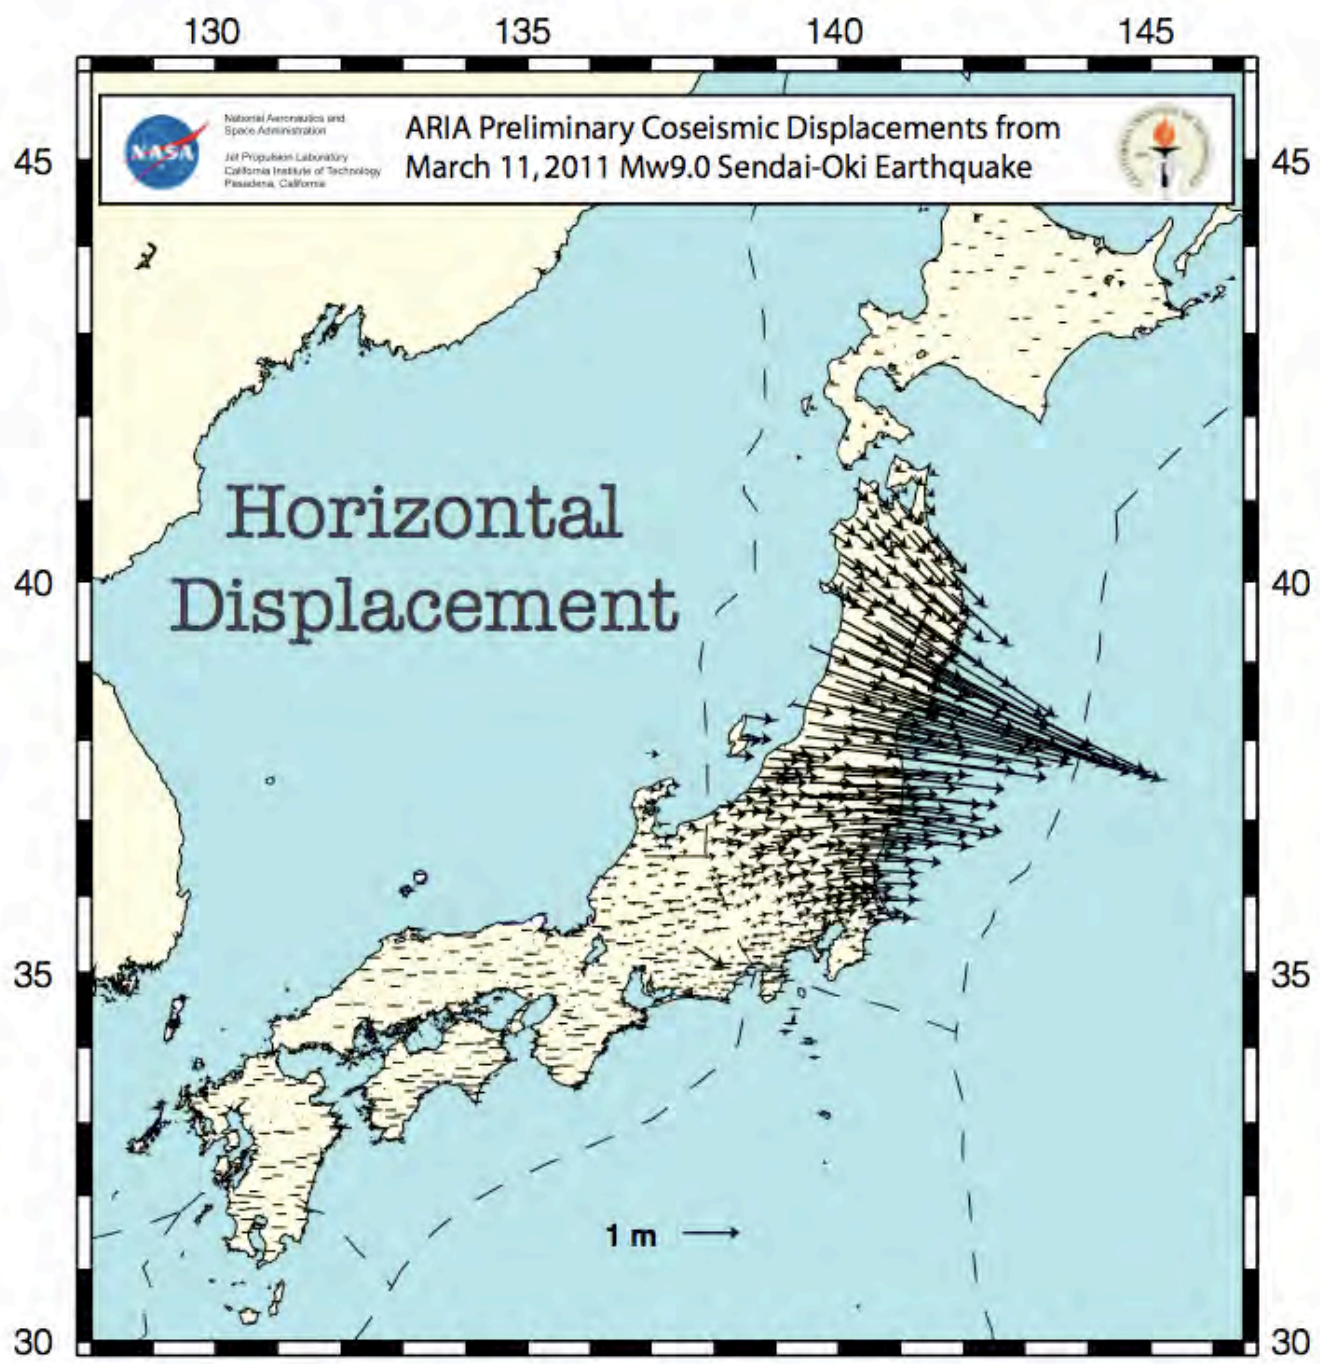 130 135 140 145
National Aeronautics and
Space Administration
Jet Propulsion Laboratory
California Institute of Technology
Pasadena, California
NASA
ARIA Preliminary Coseismic Displacements from
March 11, 2011 Mw9.0 Sendai-Oki Earthquake
45 45
Horizontal
Displacement
40 40
35 35
1 m
30 30